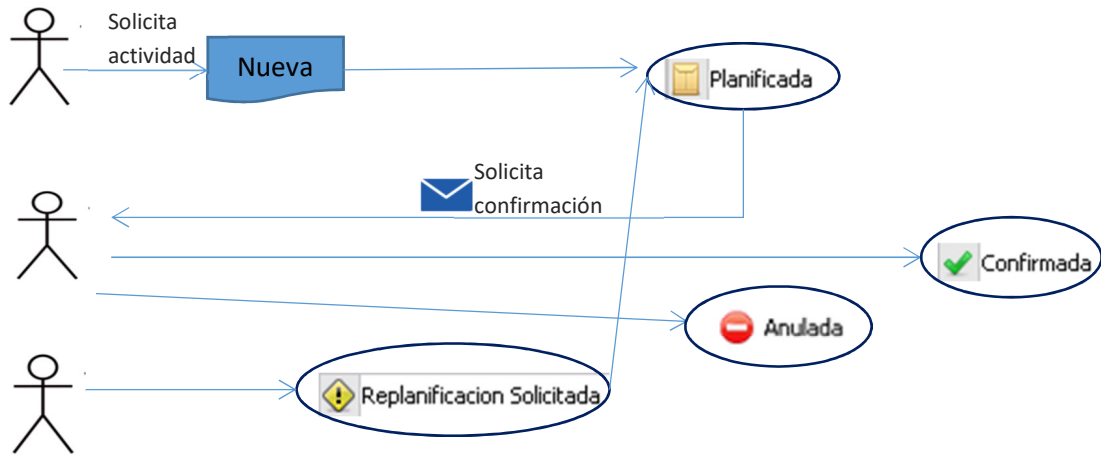 Solicita
actividad
Nueva
Planificada
Solicita
confirmación
Confirmada
Anulada
Replanificacion Solicitada